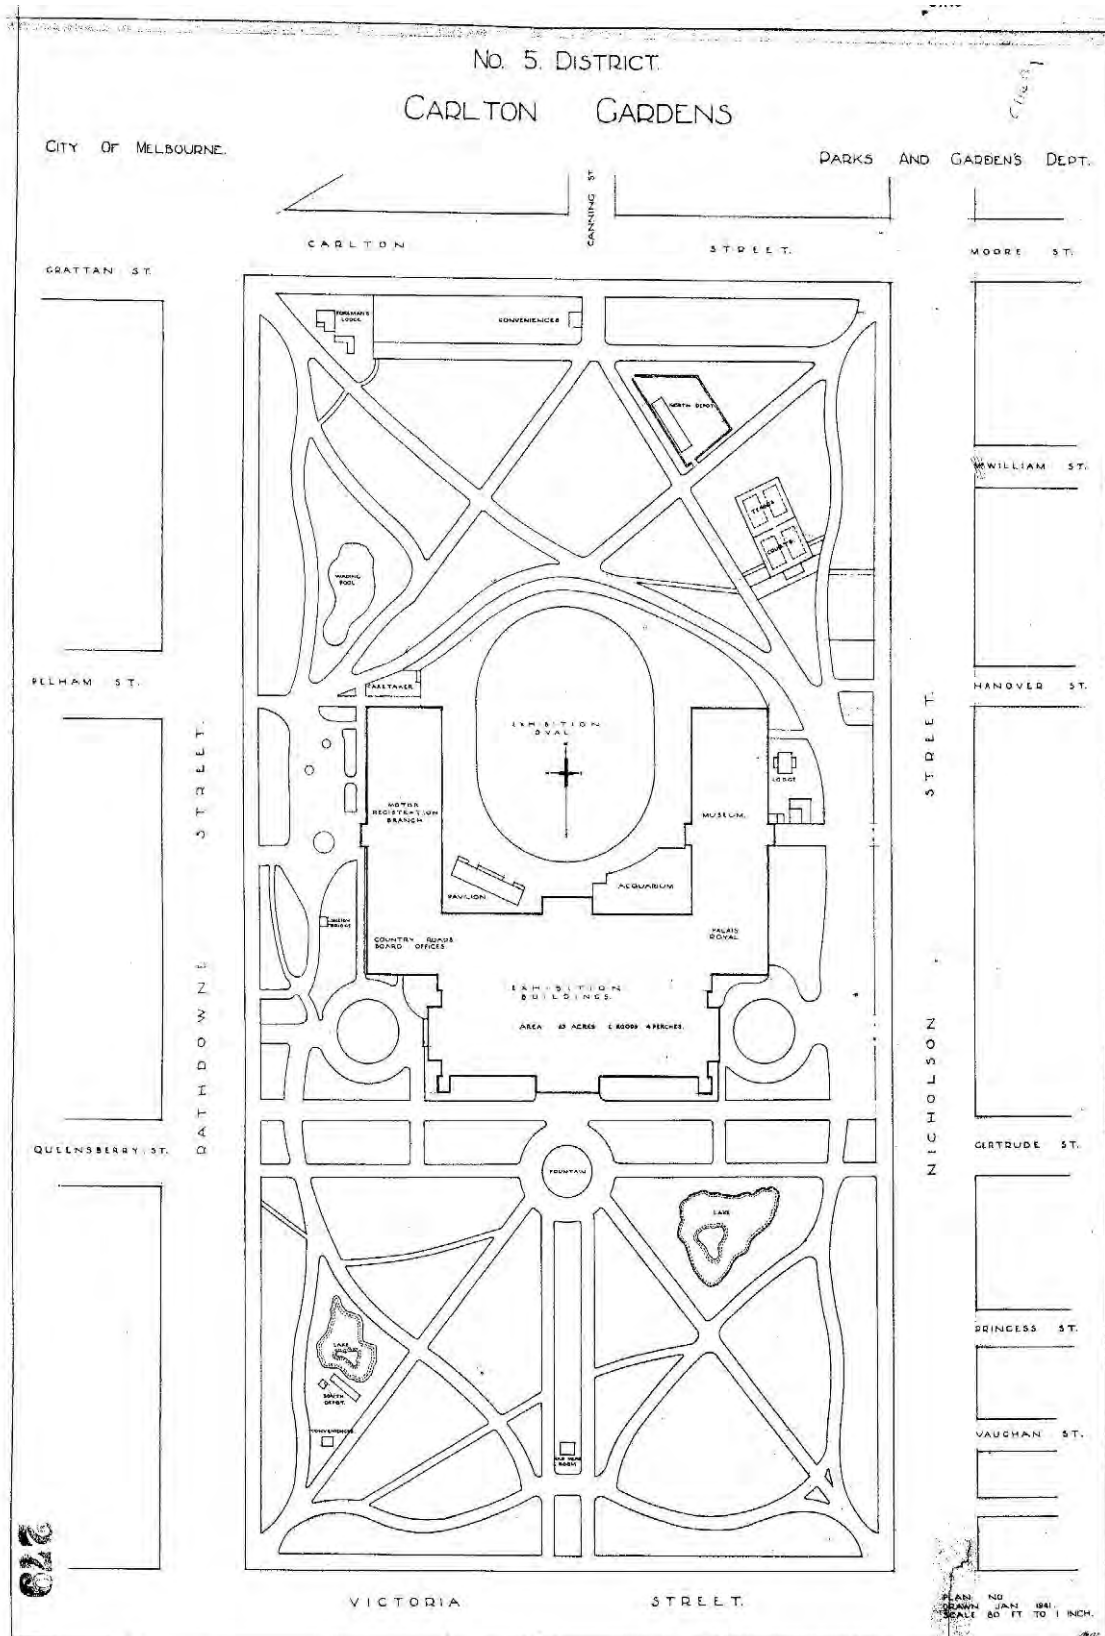 No. 5. DISTRICT.
CARLTON GARDENS
CITY OF MELBOURNE.
PARKS AND GARDEN'S DEPT.
CANNING ST
CARLTON STREET.
MOORE ST.
GRATTAN ST.
FOREMAN'S
LODGE.
CONVENIENCES
NORTH DEPOT.
WILLIAM ST.
TENNIS
COURTS
WADING
POOL
PELHAM ST.
CARETAKER
HANOVER ST.
EXHIBITION
OVAL
LODGE
MOTOR
REGISTRATION
BRANCH
MUSEUM.
PAVILION
ACQUARIUM
COUNTRY ROADS
BOARD OFFICES
PALAIS
ROYAL
EXHIBITION
BUILDINGS.
RATHDOWNE STREET.
NICHOLSON STREET.
QUEENSBERRY ST.
GERTRUDE ST.
FOUNTAIN
LAKE
PRINCESS ST.
LAKE
SOUTH
DEPOT.
CONVENIENCES
VAUGHAN ST.
VICTORIA STREET.
PLAN NO
DRAWN JAN 1941.
SCALE 80 FT TO 1 INCH.